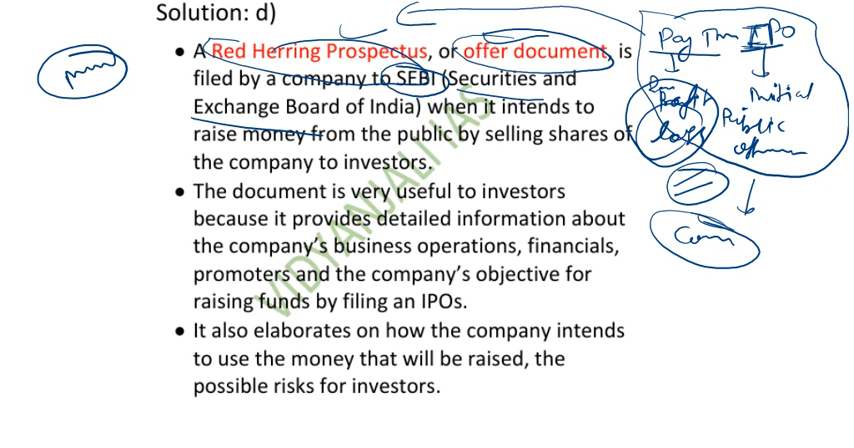 Solution: d)
● A Red Herring Prospectus, or offer document, is
filed by a company to SEBI (Securities and
Exchange Board of India) when it intends to
raise money from the public by selling shares of
the company to investors.
● The document is very useful to investors
because it provides detailed information about
the company's business operations, financials,
promoters and the company's objective for
raising funds by filing an IPOs.
● It also elaborates on how the company intends
to use the money that will be raised, the
possible risks for investors.
VIDYANJALI IAS
Pay Tm IPO
Initial
Public
loss
Com